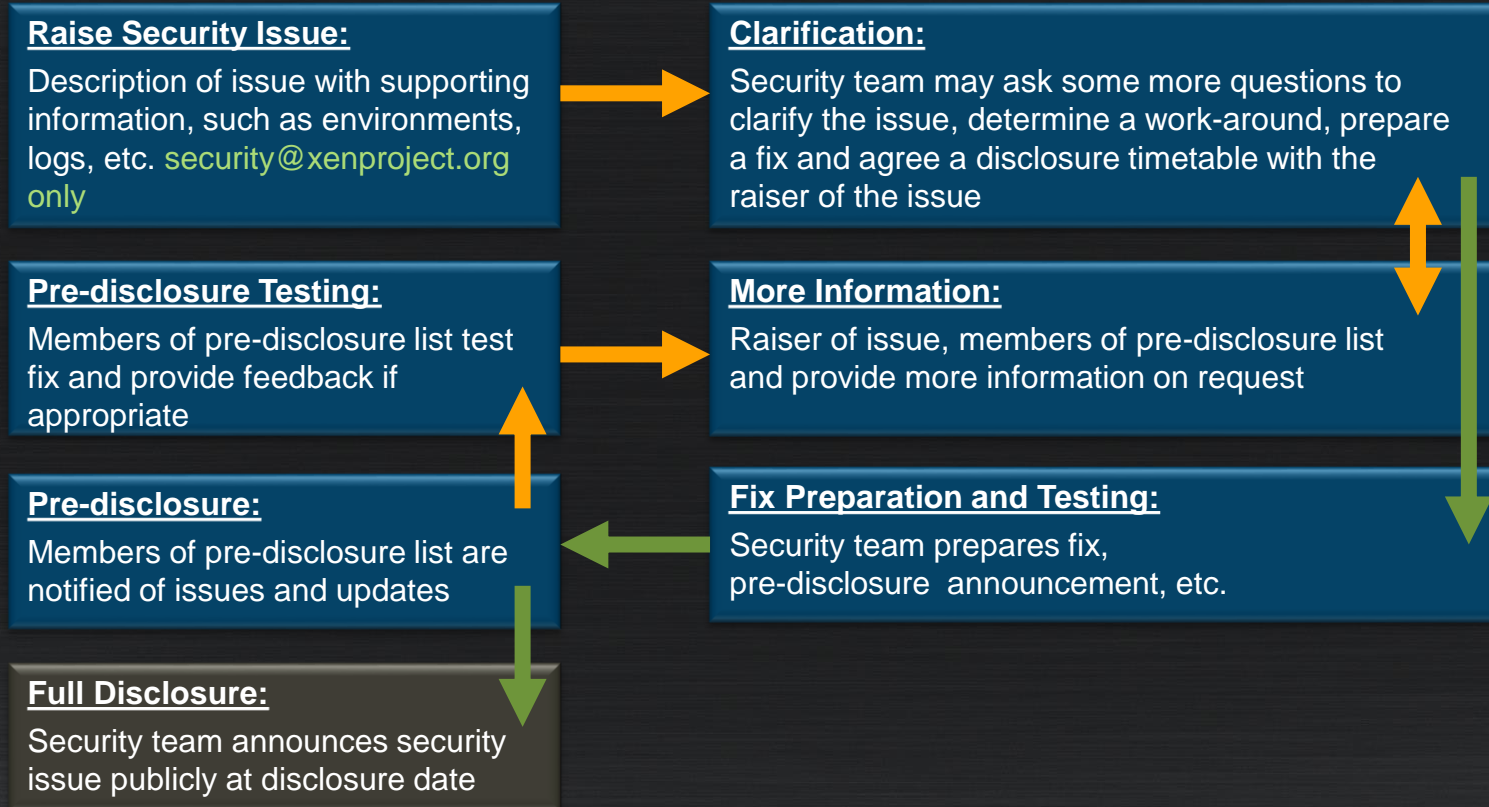 Raise Security Issue:
Description of issue with supporting
information, such as environments,
logs, etc. security@xenproject.org
only
Clarification:
Security team may ask some more questions to
clarify the issue, determine a work-around, prepare
a fix and agree a disclosure timetable with the
raiser of the issue
Pre-disclosure Testing:
Members of pre-disclosure list test
fix and provide feedback if
appropriate
More Information:
Raiser of issue, members of pre-disclosure list
and provide more information on request
Pre-disclosure:
Members of pre-disclosure list are
notified of issues and updates
Fix Preparation and Testing:
Security team prepares fix,
pre-disclosure announcement, etc.
Full Disclosure:
Security team announces security
issue publicly at disclosure date